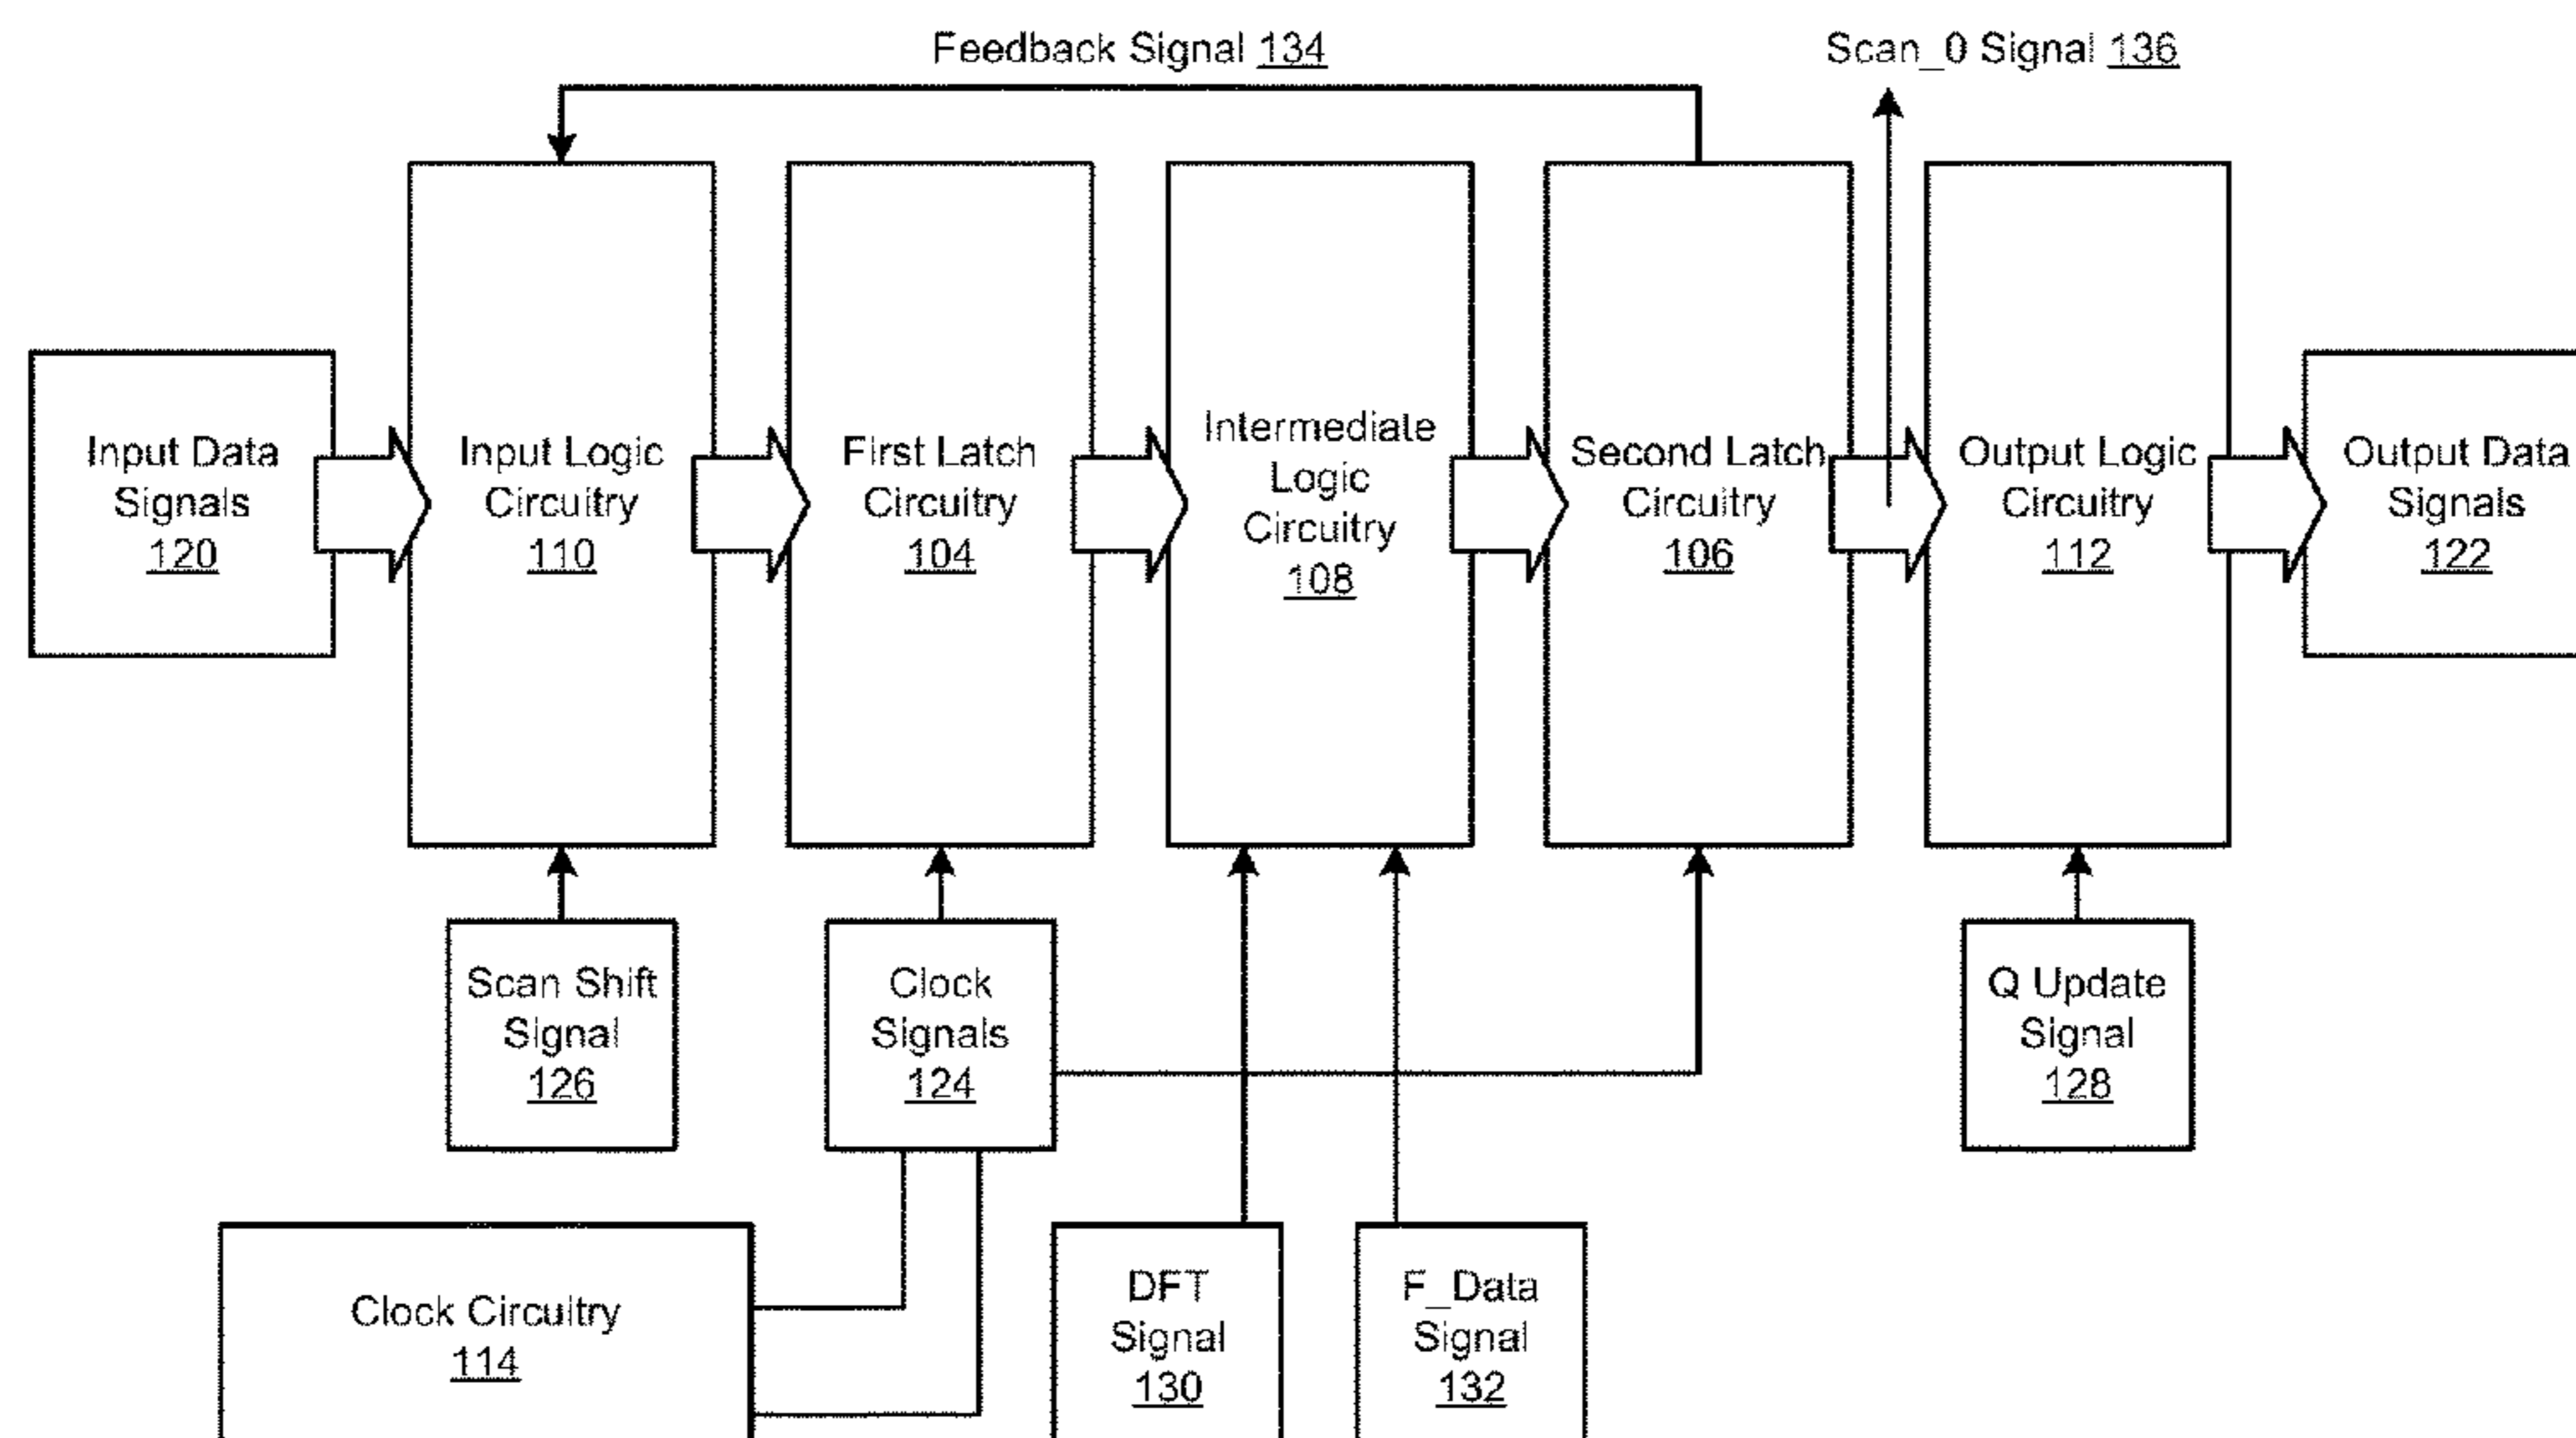 Feedback Signal 134
Scan_0 Signal 136
Input Data
Signals
120
Input Logic
Circuitry
110
First Latch
Circuitry
104
Intermediate
Logic
Circuitry
108
Second Latch
Circuitry
106
Output Logic
Circuitry
112
Output Data
Signals
122
Scan Shift
Signal
126
Clock
Signals
124
Q Update
Signal
128
Clock Circuitry
114
DFT
Signal
130
F_Data
Signal
132